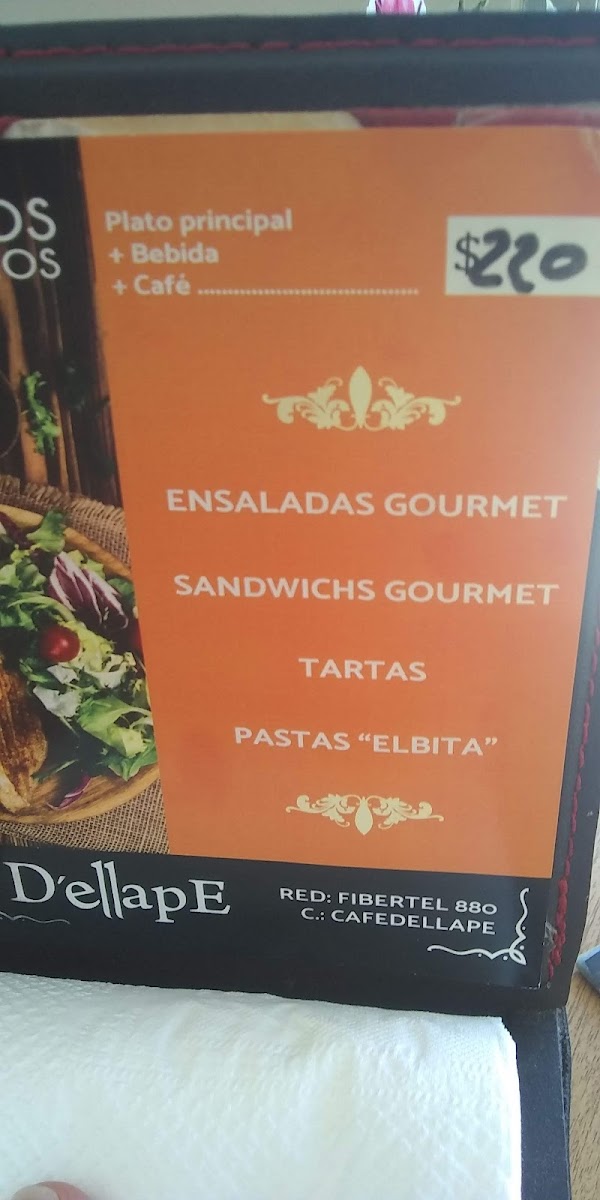 Plato principal
+ Bebida
+ Café ..................................... $220
ENSALADAS GOURMET
SANDWICHS GOURMET
TARTAS
PASTAS “ELBITA”
D'ellapE
RED: FIBERTEL 880
C.: CAFEDELLAPE